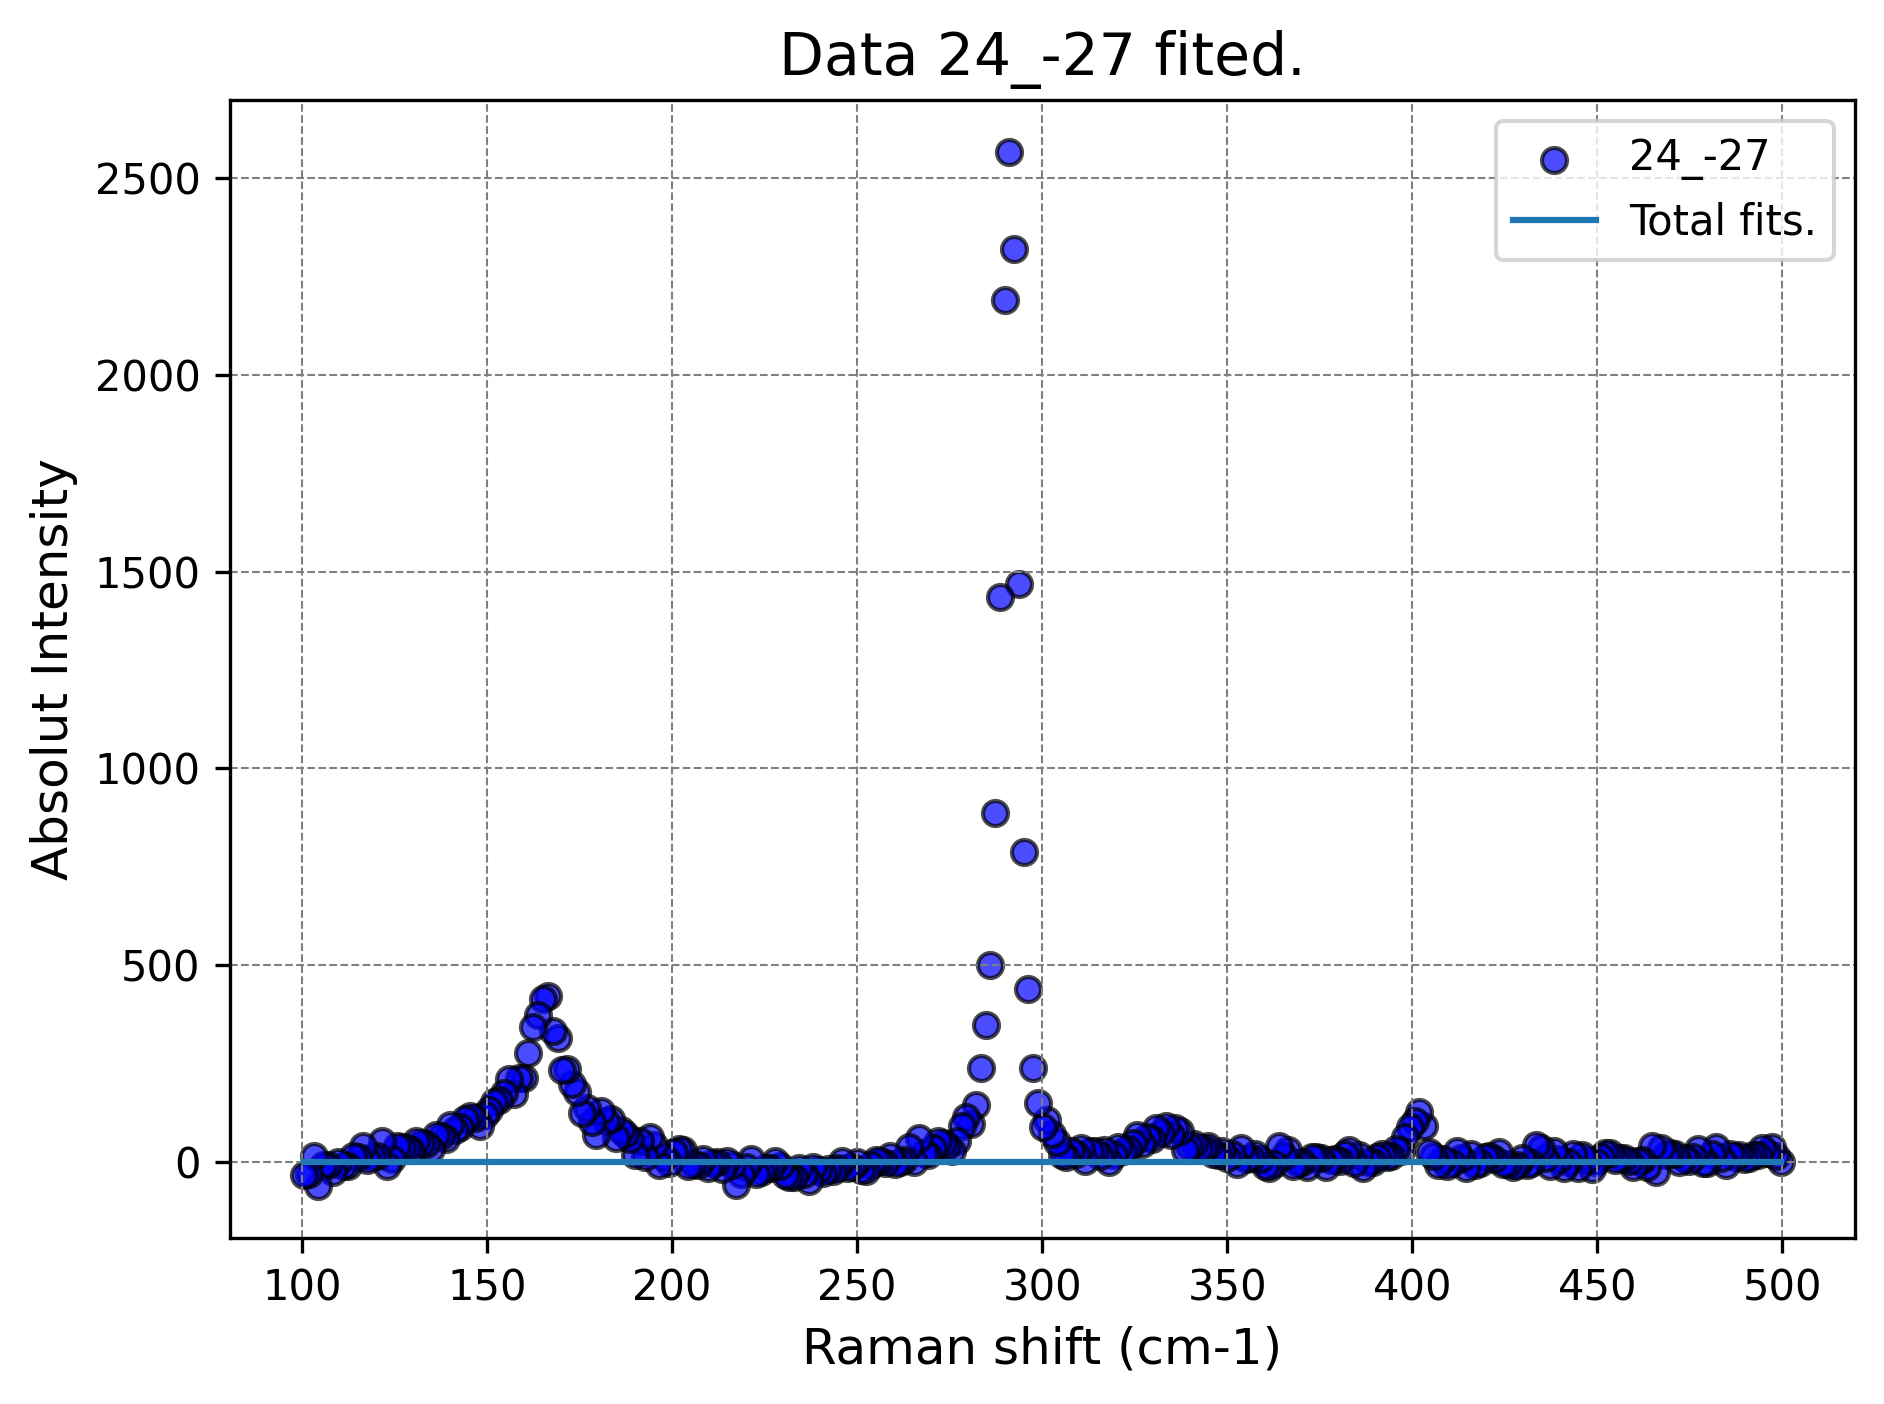 Data 24_-27 fited.
24_-27
Total fits.
Absolut Intensity
2500
2000
1500
1000
500
0
100 150 200 250 300 350 400 450 500
Raman shift (cm-1)